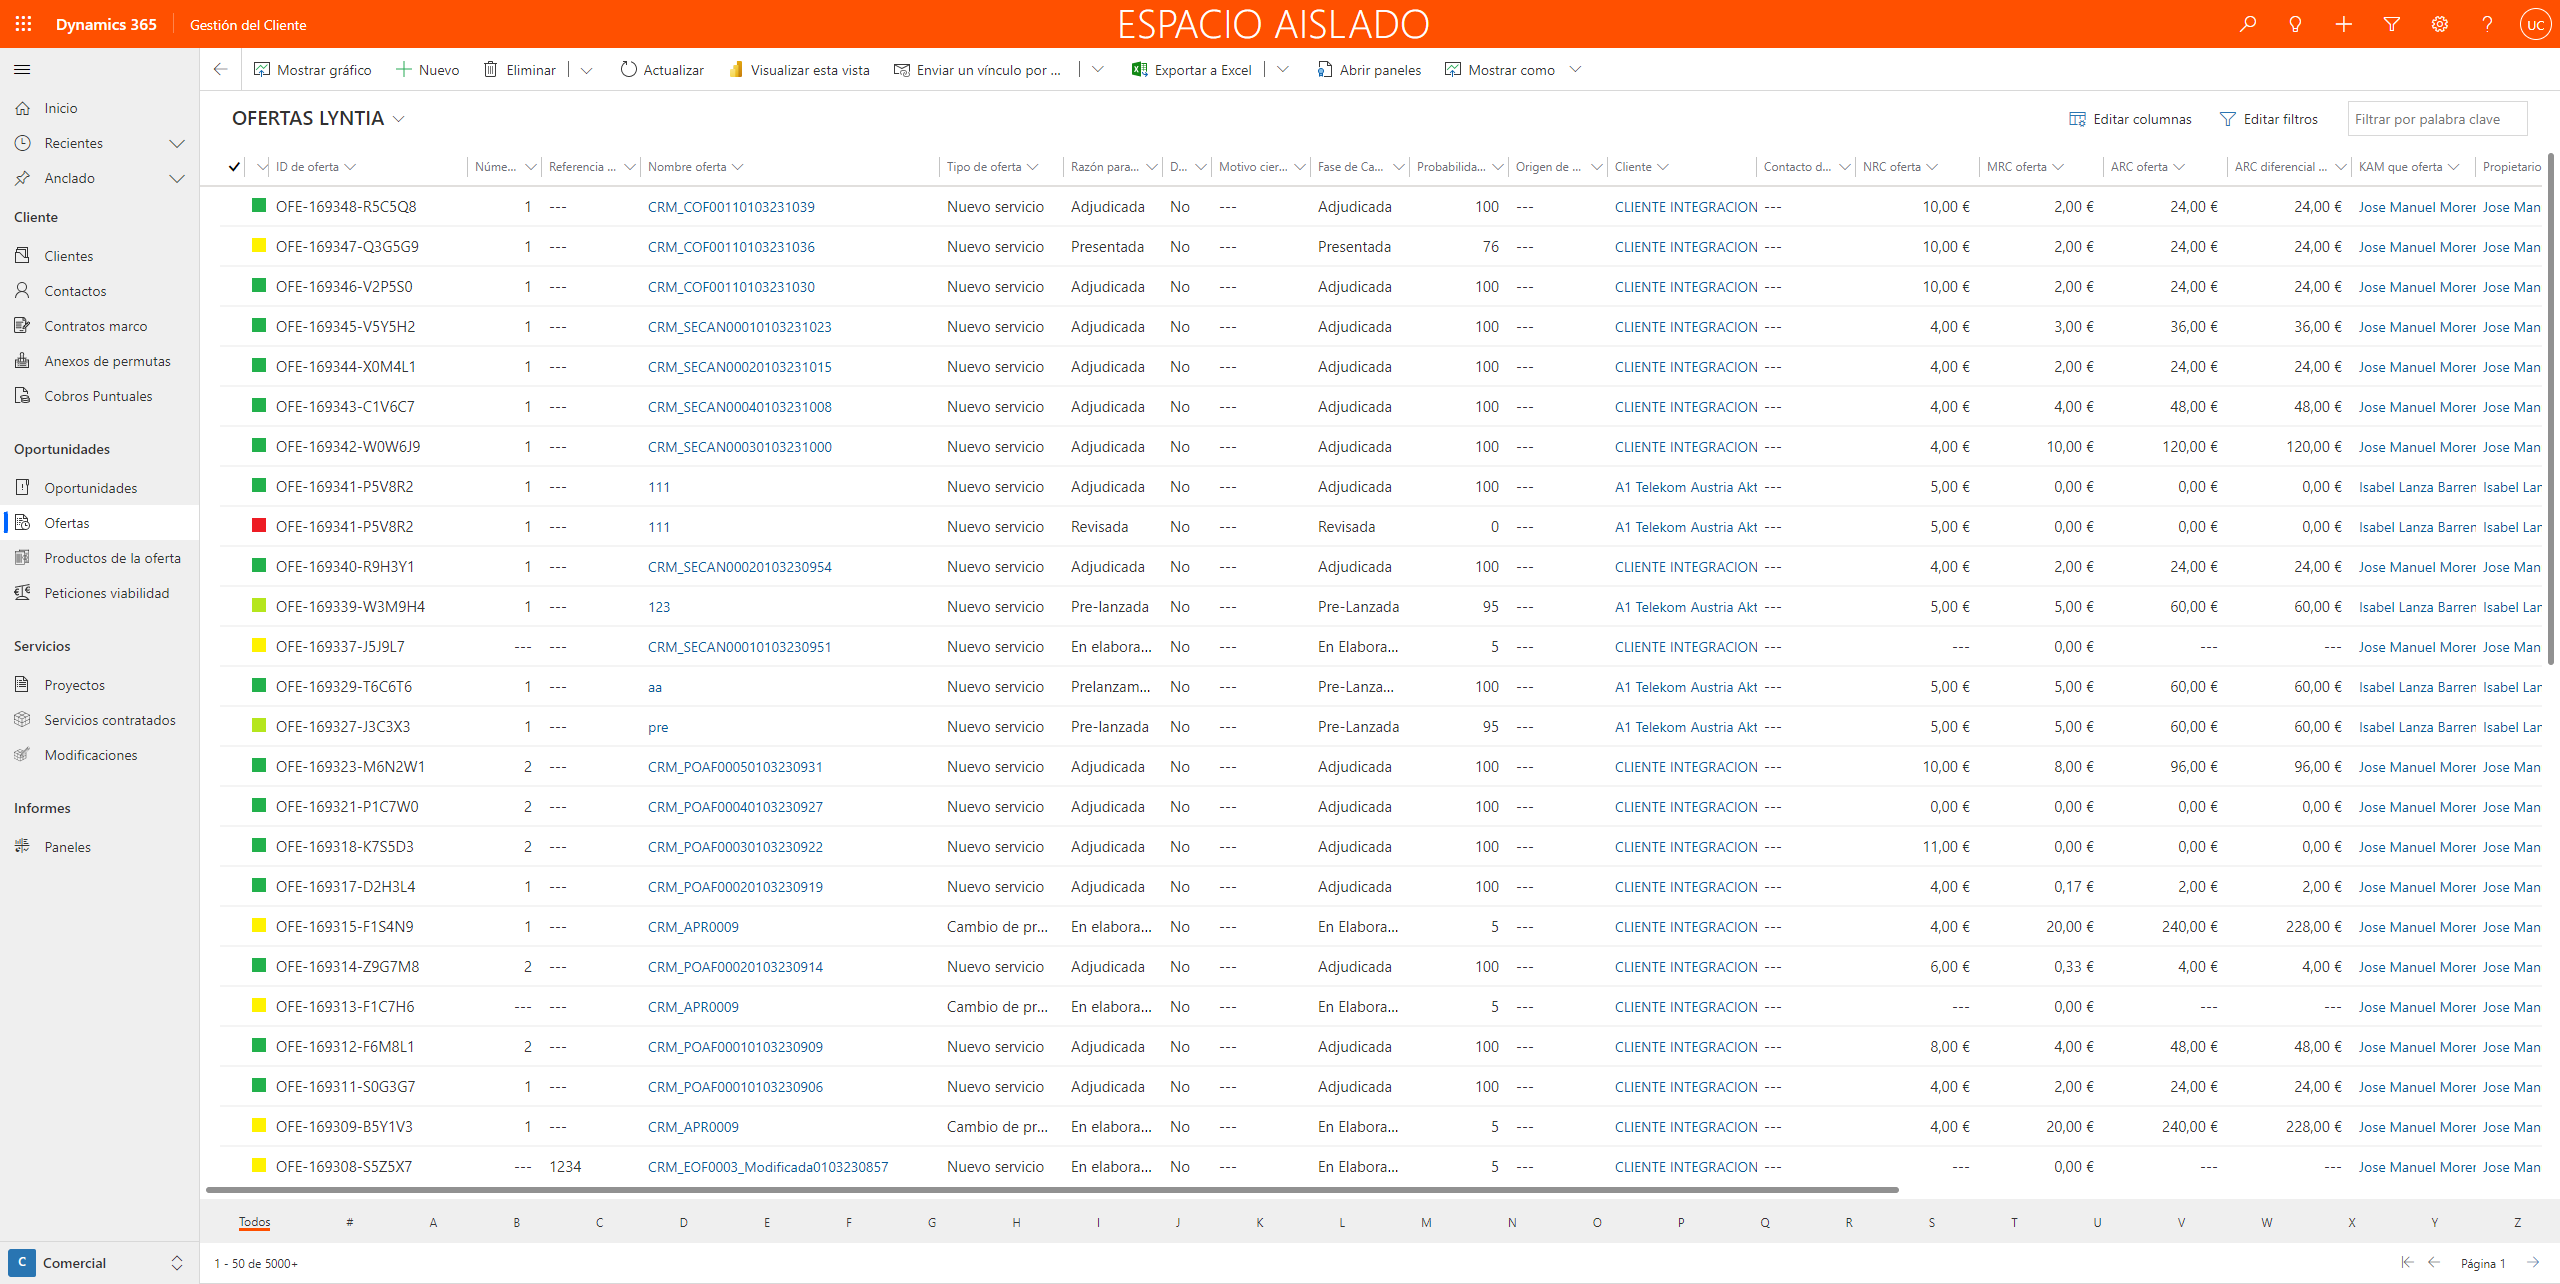 Dynamics 365 Gestión del Cliente ESPACIO AISLADO UC
Mostrar gráfico Nuevo Eliminar Actualizar Visualizar esta vista Enviar un vínculo por ... Exportar a Excel Abrir paneles Mostrar como
Inicio
Recientes
Anclado
Cliente
Clientes
Contactos
Contratos marco
Anexos de permutas
Cobros Puntuales
Oportunidades
Oportunidades
Ofertas
Productos de la oferta
Peticiones viabilidad
Servicios
Proyectos
Servicios contratados
Modificaciones
Informes
Paneles
C Comercial
OFERTAS LYNTIA Editar columnas Editar filtros Filtrar por palabra clave
ID de oferta Núme... Referencia ... Nombre oferta Tipo de oferta Razón para... D... Motivo cier... Fase de Ca... Probabilida... Origen de ... Cliente Contacto d... NRC oferta MRC oferta ARC oferta ARC diferencial ... KAM que oferta Propietario
OFE-169348-R5C5Q8 1 --- CRM_COF00110103231039 Nuevo servicio Adjudicada No --- Adjudicada 100 --- CLIENTE INTEGRACION --- 10,00 € 2,00 € 24,00 € 24,00 € Jose Manuel Morer Jose Man
OFE-169347-Q3G5G9 1 --- CRM_COF00110103231036 Nuevo servicio Presentada No --- Presentada 76 --- CLIENTE INTEGRACION --- 10,00 € 2,00 € 24,00 € 24,00 € Jose Manuel Morer Jose Man
OFE-169346-V2P5S0 1 --- CRM_COF00110103231030 Nuevo servicio Adjudicada No --- Adjudicada 100 --- CLIENTE INTEGRACION --- 10,00 € 2,00 € 24,00 € 24,00 € Jose Manuel Morer Jose Man
OFE-169345-V5Y5H2 1 --- CRM_SECAN00010103231023 Nuevo servicio Adjudicada No --- Adjudicada 100 --- CLIENTE INTEGRACION --- 4,00 € 3,00 € 36,00 € 36,00 € Jose Manuel Morer Jose Man
OFE-169344-X0M4L1 1 --- CRM_SECAN00020103231015 Nuevo servicio Adjudicada No --- Adjudicada 100 --- CLIENTE INTEGRACION --- 4,00 € 2,00 € 24,00 € 24,00 € Jose Manuel Morer Jose Man
OFE-169343-C1V6C7 1 --- CRM_SECAN00040103231008 Nuevo servicio Adjudicada No --- Adjudicada 100 --- CLIENTE INTEGRACION --- 4,00 € 4,00 € 48,00 € 48,00 € Jose Manuel Morer Jose Man
OFE-169342-W0W6J9 1 --- CRM_SECAN00030103231000 Nuevo servicio Adjudicada No --- Adjudicada 100 --- CLIENTE INTEGRACION --- 4,00 € 10,00 € 120,00 € 120,00 € Jose Manuel Morer Jose Man
OFE-169341-P5V8R2 1 --- 111 Nuevo servicio Adjudicada No --- Adjudicada 100 --- A1 Telekom Austria Akt --- 5,00 € 0,00 € 0,00 € 0,00 € Isabel Lanza Barren Isabel Lar
OFE-169341-P5V8R2 1 --- 111 Nuevo servicio Revisada No --- Revisada 0 --- A1 Telekom Austria Akt --- 5,00 € 0,00 € 0,00 € 0,00 € Isabel Lanza Barren Isabel Lar
OFE-169340-R9H3Y1 1 --- CRM_SECAN00020103230954 Nuevo servicio Adjudicada No --- Adjudicada 100 --- CLIENTE INTEGRACION --- 4,00 € 2,00 € 24,00 € 24,00 € Jose Manuel Morer Jose Man
OFE-169339-W3M9H4 1 --- 123 Nuevo servicio Pre-lanzada No --- Pre-Lanzada 95 --- A1 Telekom Austria Akt --- 5,00 € 5,00 € 60,00 € 60,00 € Isabel Lanza Barren Isabel Lar
OFE-169337-J5J9L7 --- --- CRM_SECAN00010103230951 Nuevo servicio En elabora... No --- En Elabora... 5 --- CLIENTE INTEGRACION --- --- 0,00 € --- --- Jose Manuel Morer Jose Man
OFE-169329-T6C6T6 1 --- aa Nuevo servicio Prelanzam... No --- Pre-Lanza... 100 --- A1 Telekom Austria Akt --- 5,00 € 5,00 € 60,00 € 60,00 € Isabel Lanza Barren Isabel Lar
OFE-169327-J3C3X3 1 --- pre Nuevo servicio Pre-lanzada No --- Pre-Lanzada 95 --- A1 Telekom Austria Akt --- 5,00 € 5,00 € 60,00 € 60,00 € Isabel Lanza Barren Isabel Lar
OFE-169323-M6N2W1 2 --- CRM_POAF00050103230931 Nuevo servicio Adjudicada No --- Adjudicada 100 --- CLIENTE INTEGRACION --- 10,00 € 8,00 € 96,00 € 96,00 € Jose Manuel Morer Jose Man
OFE-169321-P1C7W0 2 --- CRM_POAF00040103230927 Nuevo servicio Adjudicada No --- Adjudicada 100 --- CLIENTE INTEGRACION --- 0,00 € 0,00 € 0,00 € 0,00 € Jose Manuel Morer Jose Man
OFE-169318-K7S5D3 2 --- CRM_POAF00030103230922 Nuevo servicio Adjudicada No --- Adjudicada 100 --- CLIENTE INTEGRACION --- 11,00 € 0,00 € 0,00 € 0,00 € Jose Manuel Morer Jose Man
OFE-169317-D2H3L4 1 --- CRM_POAF00020103230919 Nuevo servicio Adjudicada No --- Adjudicada 100 --- CLIENTE INTEGRACION --- 4,00 € 0,17 € 2,00 € 2,00 € Jose Manuel Morer Jose Man
OFE-169315-F1S4N9 1 --- CRM_APR0009 Cambio de pr... En elabora... No --- En Elabora... 5 --- CLIENTE INTEGRACION --- 4,00 € 20,00 € 240,00 € 228,00 € Jose Manuel Morer Jose Man
OFE-169314-Z9G7M8 2 --- CRM_POAF00020103230914 Nuevo servicio Adjudicada No --- Adjudicada 100 --- CLIENTE INTEGRACION --- 6,00 € 0,33 € 4,00 € 4,00 € Jose Manuel Morer Jose Man
OFE-169313-F1C7H6 --- --- CRM_APR0009 Cambio de pr... En elabora... No --- En Elabora... 5 --- CLIENTE INTEGRACION --- --- 0,00 € --- --- Jose Manuel Morer Jose Man
OFE-169312-F6M8L1 2 --- CRM_POAF00010103230909 Nuevo servicio Adjudicada No --- Adjudicada 100 --- CLIENTE INTEGRACION --- 8,00 € 4,00 € 48,00 € 48,00 € Jose Manuel Morer Jose Man
OFE-169311-S0G3G7 1 --- CRM_POAF00010103230906 Nuevo servicio Adjudicada No --- Adjudicada 100 --- CLIENTE INTEGRACION --- 4,00 € 2,00 € 24,00 € 24,00 € Jose Manuel Morer Jose Man
OFE-169309-B5Y1V3 1 --- CRM_APR0009 Cambio de pr... En elabora... No --- En Elabora... 5 --- CLIENTE INTEGRACION --- 4,00 € 20,00 € 240,00 € 228,00 € Jose Manuel Morer Jose Man
OFE-169308-S5Z5X7 --- 1234 CRM_EOF0003_Modificada0103230857 Nuevo servicio En elabora... No --- En Elabora... 5 --- CLIENTE INTEGRACION --- --- 0,00 € --- --- Jose Manuel Morer Jose Man
Todos # A B C D E F G H I J K L M N O P Q R S T U V W X Y Z
1 - 50 de 5000+ Página 1